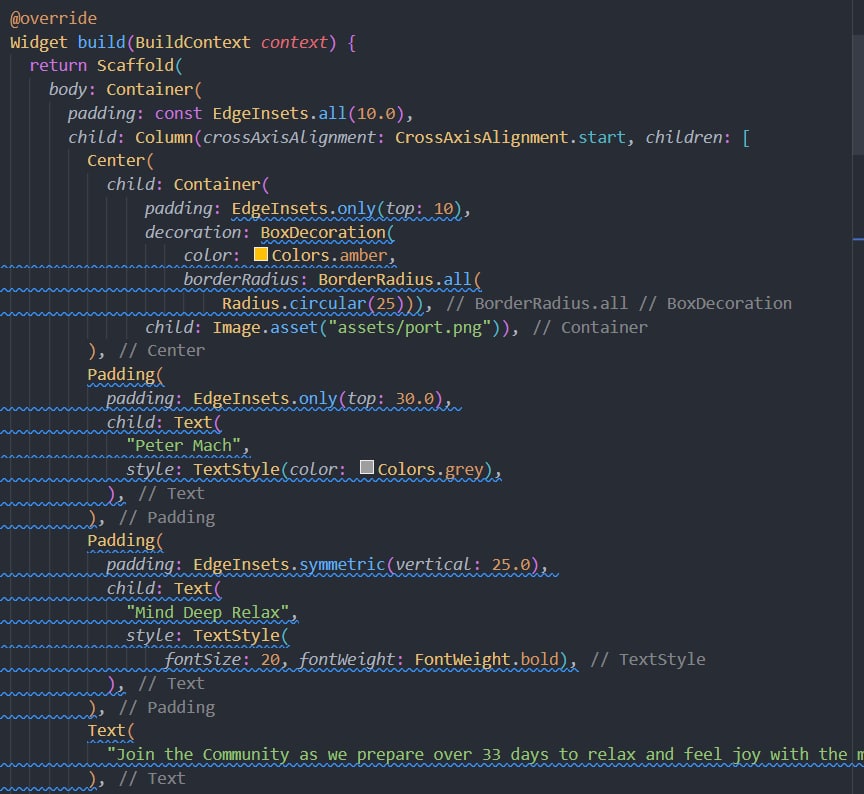 @override
Widget build(BuildContext context) {
  return Scaffold(
    body: Container(
      padding: const EdgeInsets.all(10.0),
      child: Column(crossAxisAlignment: CrossAxisAlignment.start, children: [
        Center(
          child: Container(
              padding: EdgeInsets.only(top: 10),
              decoration: BoxDecoration(
                  color: Colors.amber,
                  borderRadius: BorderRadius.all(
                      Radius.circular(25))), // BorderRadius.all // BoxDecoration
              child: Image.asset("assets/port.png")), // Container
        ), // Center
        Padding(
          padding: EdgeInsets.only(top: 30.0),
          child: Text(
            "Peter Mach",
            style: TextStyle(color: Colors.grey),
          ), // Text
        ), // Padding
        Padding(
          padding: EdgeInsets.symmetric(vertical: 25.0),
          child: Text(
            "Mind Deep Relax",
            style: TextStyle(
                fontSize: 20, fontWeight: FontWeight.bold), // TextStyle
          ), // Text
        ), // Padding
        Text(
          "Join the Community as we prepare over 33 days to relax and feel joy with the
        ), // Text